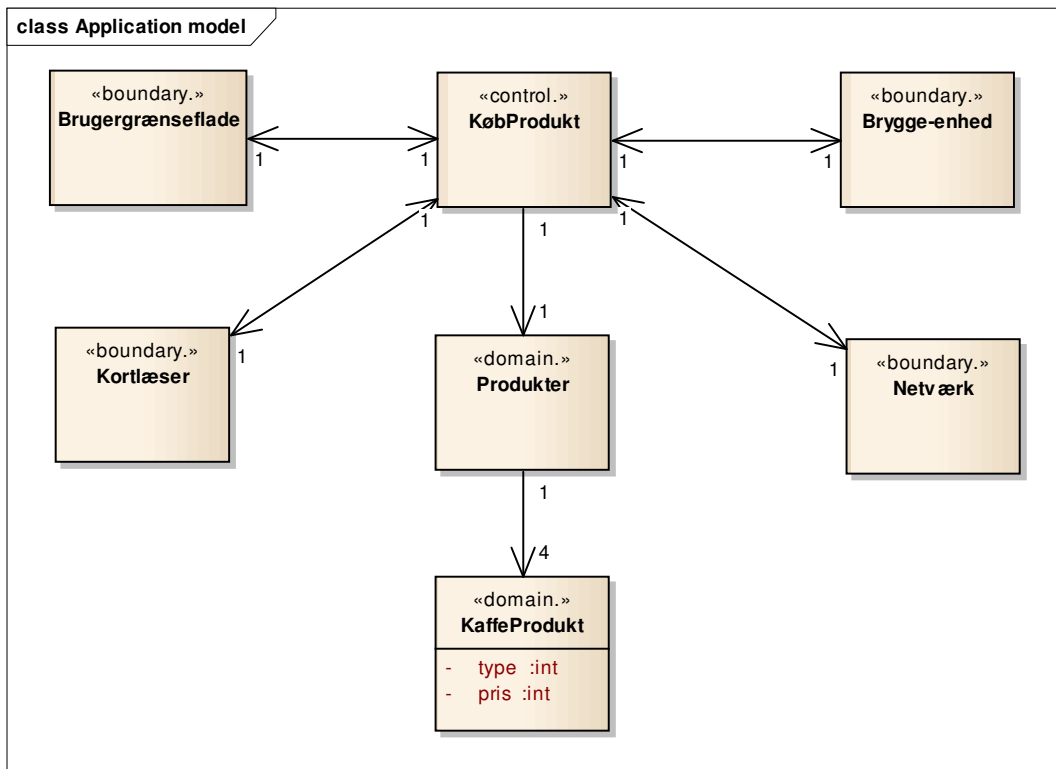 class Application model
«boundary.»
Brugergrænseflade
«control.»
KøbProdukt
«boundary.»
Brygge-enhed
1
1
1
1
1
1
1
1
1
1
«boundary.»
Kortlæser
«domain.»
Produkter
«boundary.»
Netværk
1
4
«domain.»
KaffeProdukt
- type :int
- pris :int